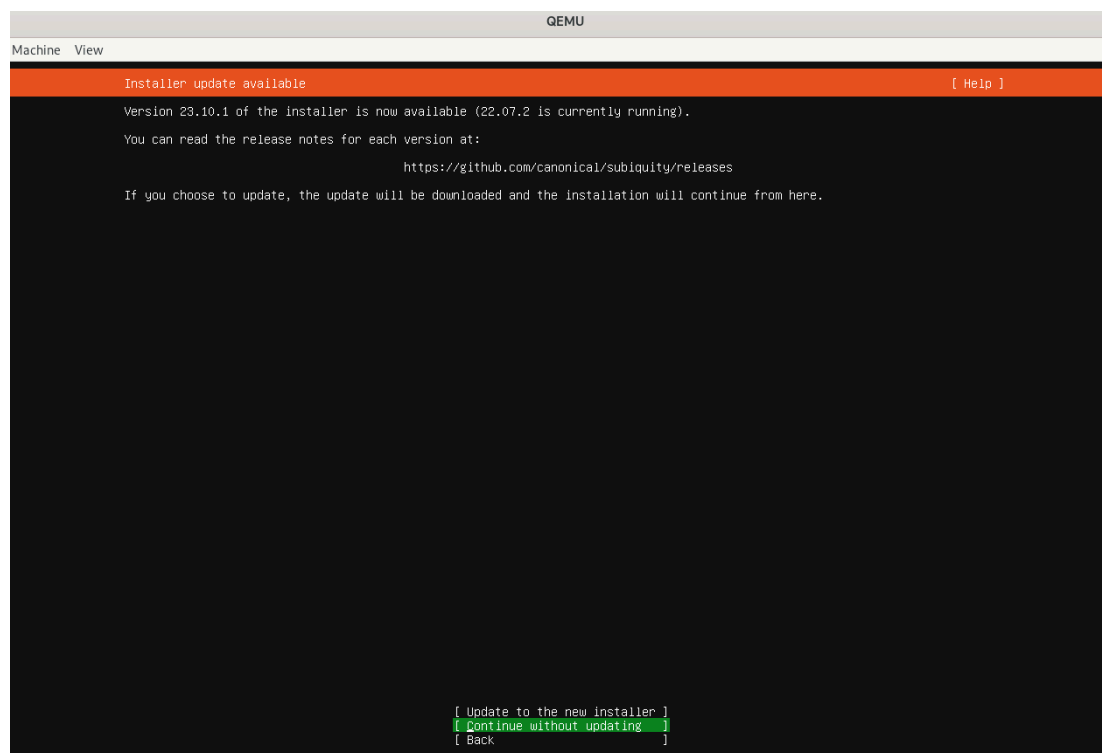 QEMU
Machine View
Installer update available [ Help ]
Version 23.10.1 of the installer is now available (22.07.2 is currently running).
You can read the release notes for each version at:
https://github.com/canonical/subiquity/releases
If you choose to update, the update will be downloaded and the installation will continue from here.
[ Update to the new installer ]
[ Continue without updating ]
[ Back ]